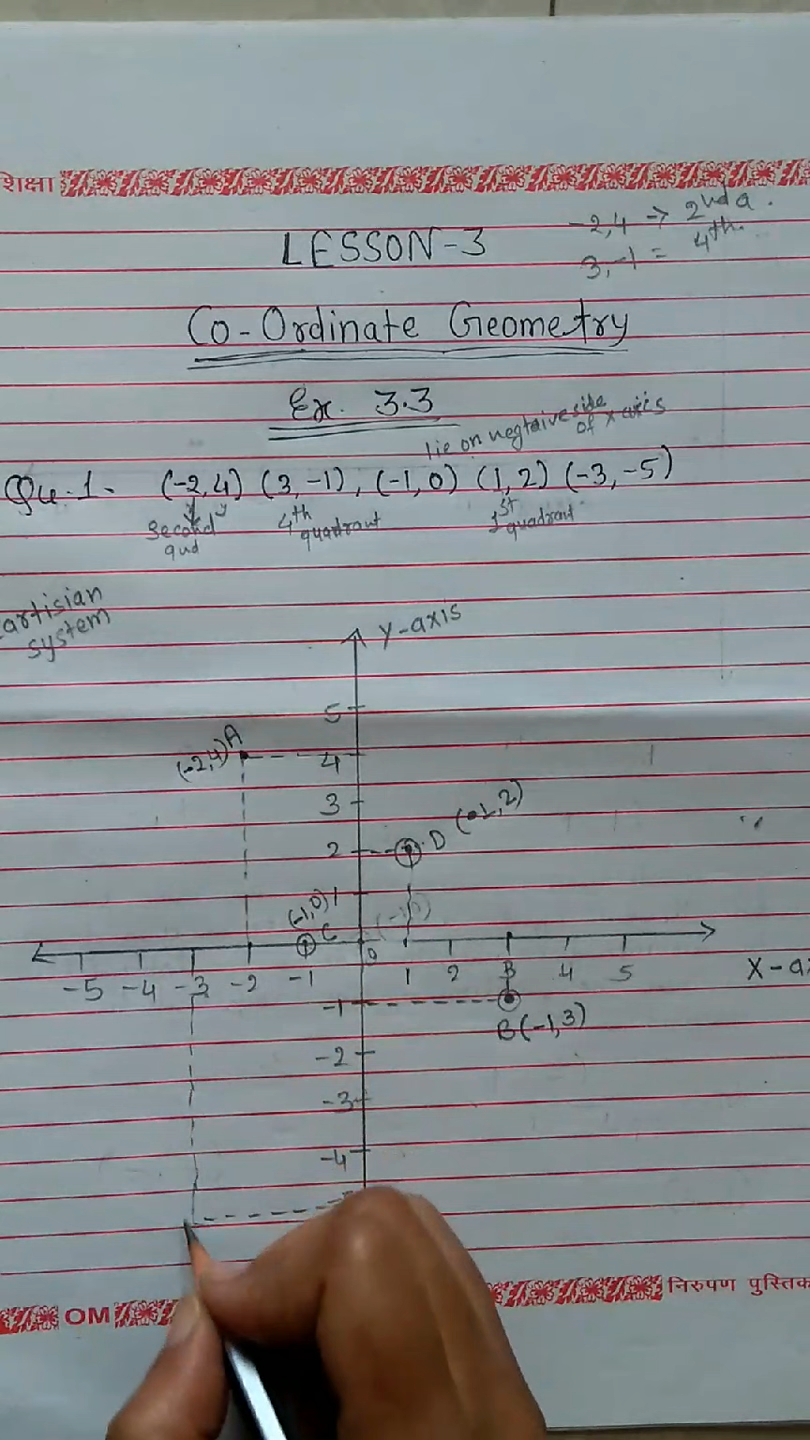 शिक्षा
-2,4 → 2nd Q.
3,-1 = 4th.
LESSON-3
Co-Ordinate Geometry
Ex. 3.3
lie on negtaive side of x axis
Qu.1- (-2,4) (3,-1), (-1,0) (1,2) (-3,-5)
Second qud
4th quadrant
1st quadrant
artisian
system
y-axis
5
(-2,4) A
4
3
(1,2)
2 D
(-1,0) 1 (-1,0)
C
0
-5 -4 -3 -2 -1 1 2 3 4 5
X-a
-1
B(-1,3)
-2
-3
-4
निरुपण पुस्तिक
OM